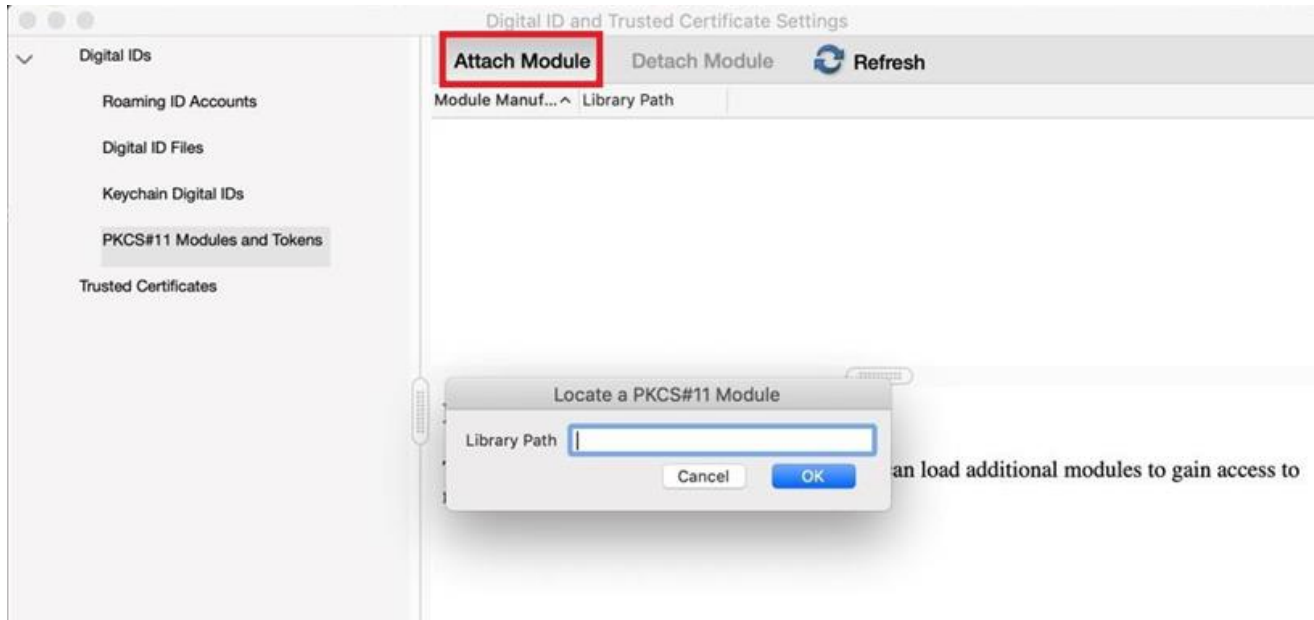 Digital ID and Trusted Certificate Settings
Digital IDs
Roaming ID Accounts
Digital ID Files
Keychain Digital IDs
PKCS#11 Modules and Tokens
Trusted Certificates
Attach Module Detach Module Refresh
Module Manuf... Library Path
Locate a PKCS#11 Module
Library Path
Cancel OK
an load additional modules to gain access to